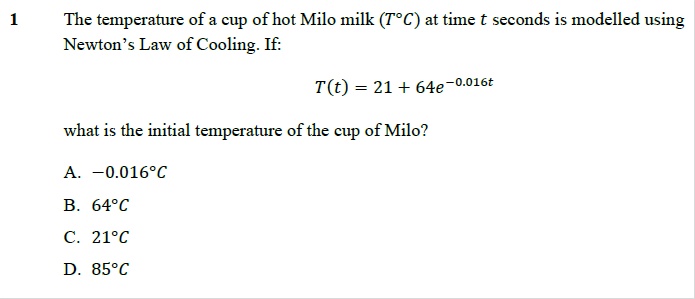 1 The temperature of a cup of hot Milo milk (T°C) at time t seconds is modelled using
Newton's Law of Cooling. If:
T(t) = 21 + 64e^{-0.016t}
what is the initial temperature of the cup of Milo?
A. −0.016°C
B. 64°C
C. 21°C
D. 85°C